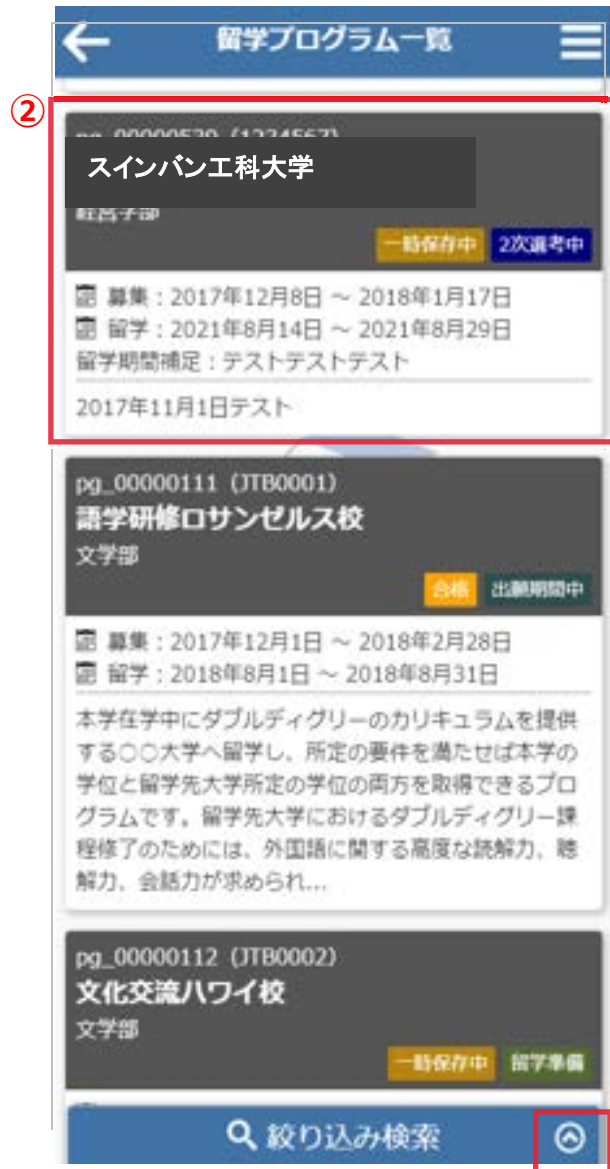 留学プログラム一覧
②
pg_00000529 (1234567)
スインバン工科大学
経営学部
一時保存中 2次選考中
募集：2017年12月8日 ～ 2018年1月17日
留学：2021年8月14日 ～ 2021年8月29日
留学期間補足：テストテストテスト
2017年11月1日テスト
pg_00000111 (JTB0001)
語学研修ロサンゼルス校
文学部
合格 出願期間中
募集：2017年12月1日 ～ 2018年2月28日
留学：2018年8月1日 ～ 2018年8月31日
本学在学中にダブルディグリーのカリキュラムを提供
する○○大学へ留学し、所定の要件を満たせば本学の
学位と留学先大学所定の学位の両方を取得できるプロ
グラムです。留学先大学におけるダブルディグリー課
程修了のためには、外国語に関する高度な読解力、聴
解力、会話力が求められ...
pg_00000112 (JTB0002)
文化交流ハワイ校
文学部
一時保存中 留学準備
絞り込み検索